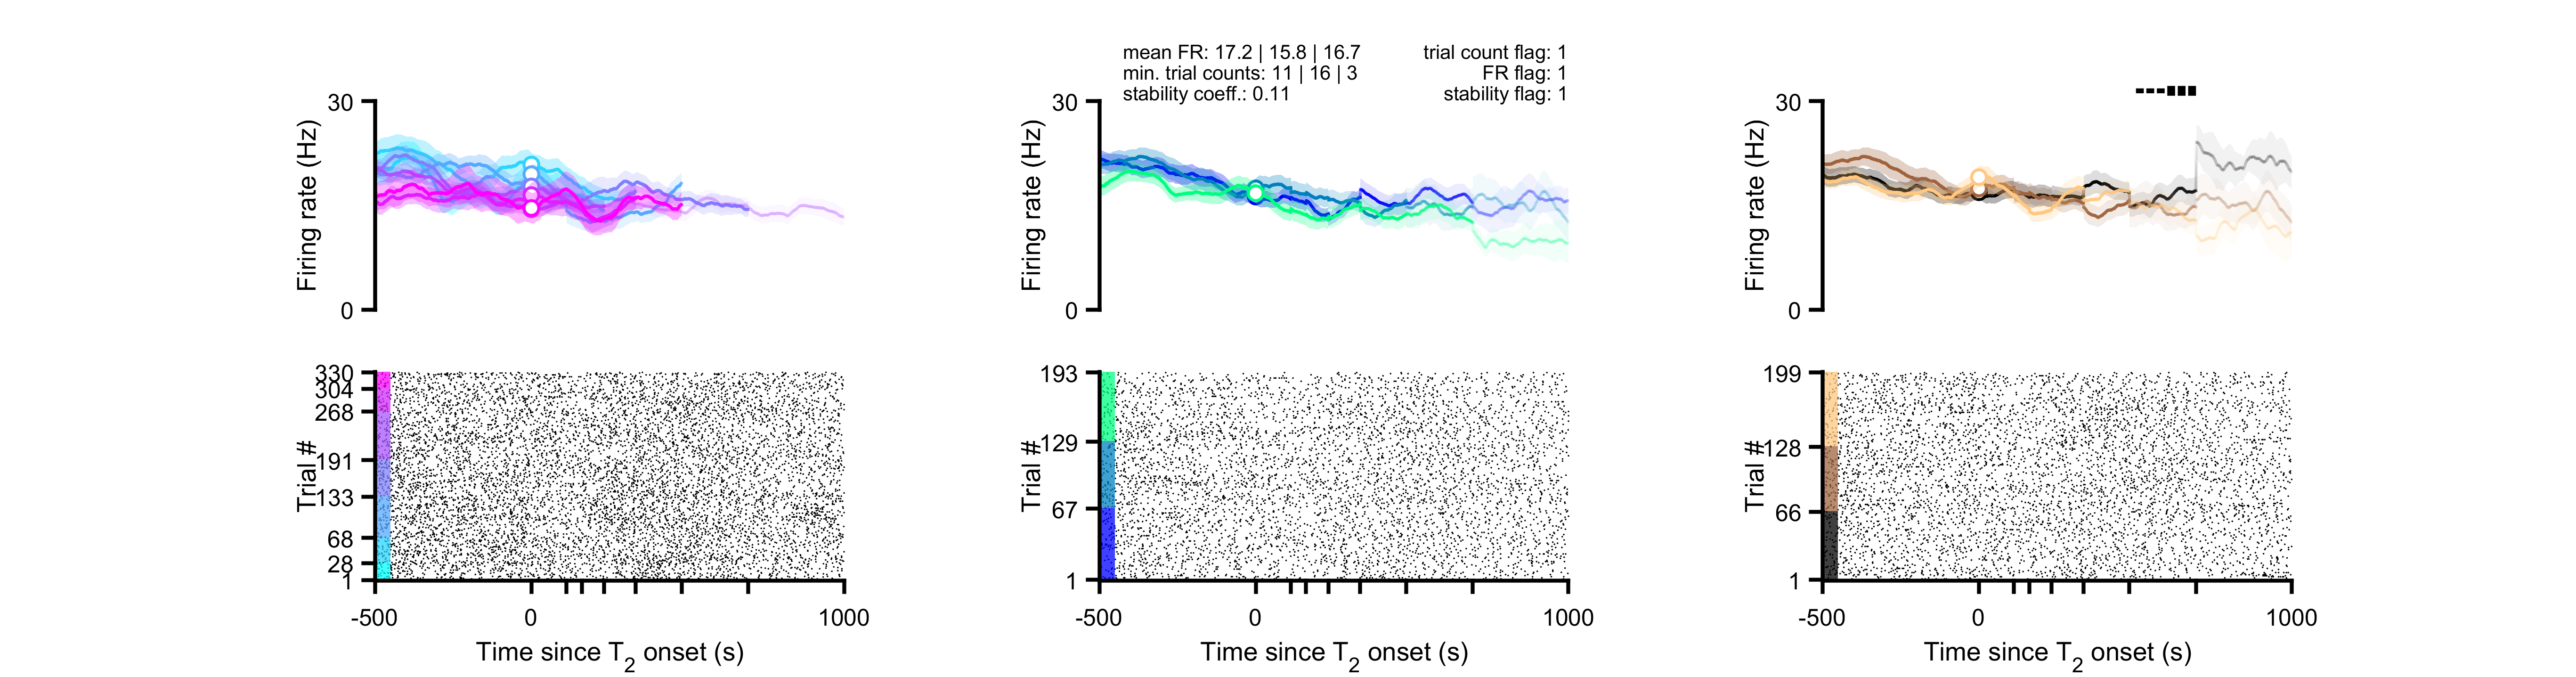 mean FR: 17.2 | 15.8 | 16.7
min. trial counts: 11 | 16 | 3
stability coeff.: 0.11
trial count flag: 1
FR flag: 1
stability flag: 1
30
Firing rate (Hz)
0
30
Firing rate (Hz)
0
30
Firing rate (Hz)
0
330
304
268
191
133
68
28
1
Trial #
-500
0
1000
Time since T2 onset (s)
193
129
67
1
Trial #
-500
0
1000
Time since T2 onset (s)
199
128
66
1
Trial #
-500
0
1000
Time since T2 onset (s)